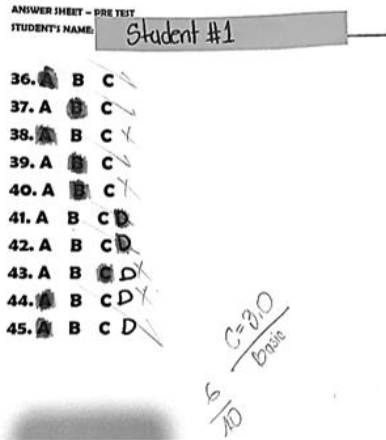 ANSWER SHEET – PRE TEST
STUDENT'S NAME: Student #1
36. A B C ✓
37. A B C ✓
38. A B C X
39. A B C ✓
40. A B C X
41. A B C D
42. A B C D
43. A B C D X
44. A B C D X
45. A B C D ✓
C = 3,0
Basic
6
10